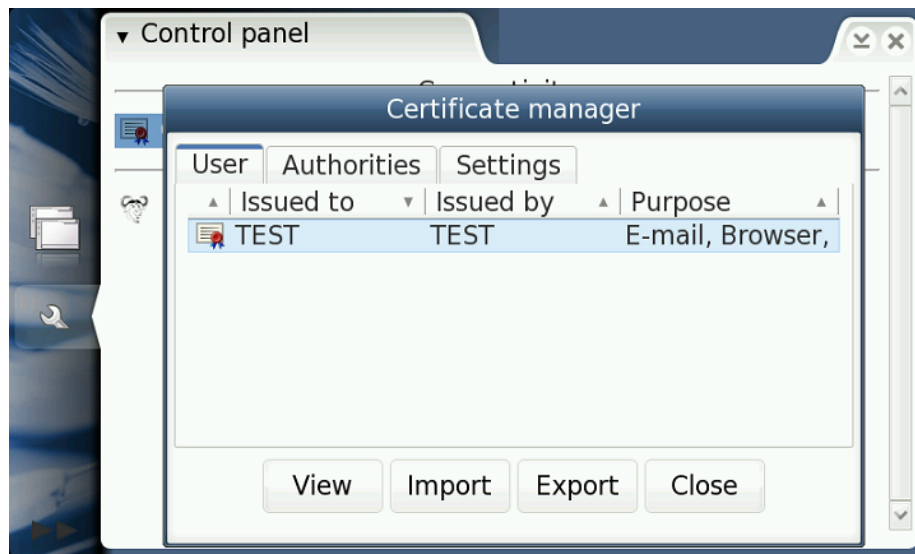 Control panel
Certificate manager
User Authorities Settings
Issued to Issued by Purpose
TEST TEST E-mail, Browser,
View Import Export Close